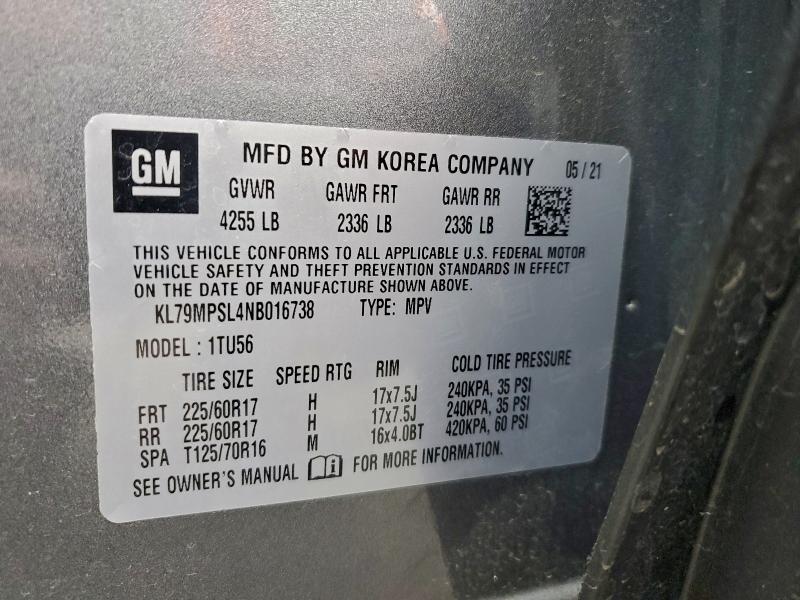 GM MFD BY GM KOREA COMPANY 05 / 21
GVWR GAWR FRT GAWR RR
4255 LB 2336 LB 2336 LB
THIS VEHICLE CONFORMS TO ALL APPLICABLE U.S. FEDERAL MOTOR
VEHICLE SAFETY AND THEFT PREVENTION STANDARDS IN EFFECT
ON THE DATE OF MANUFACTURE SHOWN ABOVE.
KL79MPSL4NB016738 TYPE: MPV
MODEL : 1TU56
TIRE SIZE SPEED RTG RIM COLD TIRE PRESSURE
FRT 225/60R17 H 17x7.5J 240KPA, 35 PSI
RR 225/60R17 H 17x7.5J 240KPA, 35 PSI
SPA T125/70R16 M 16x4.0BT 420KPA, 60 PSI
SEE OWNER'S MANUAL FOR MORE INFORMATION.